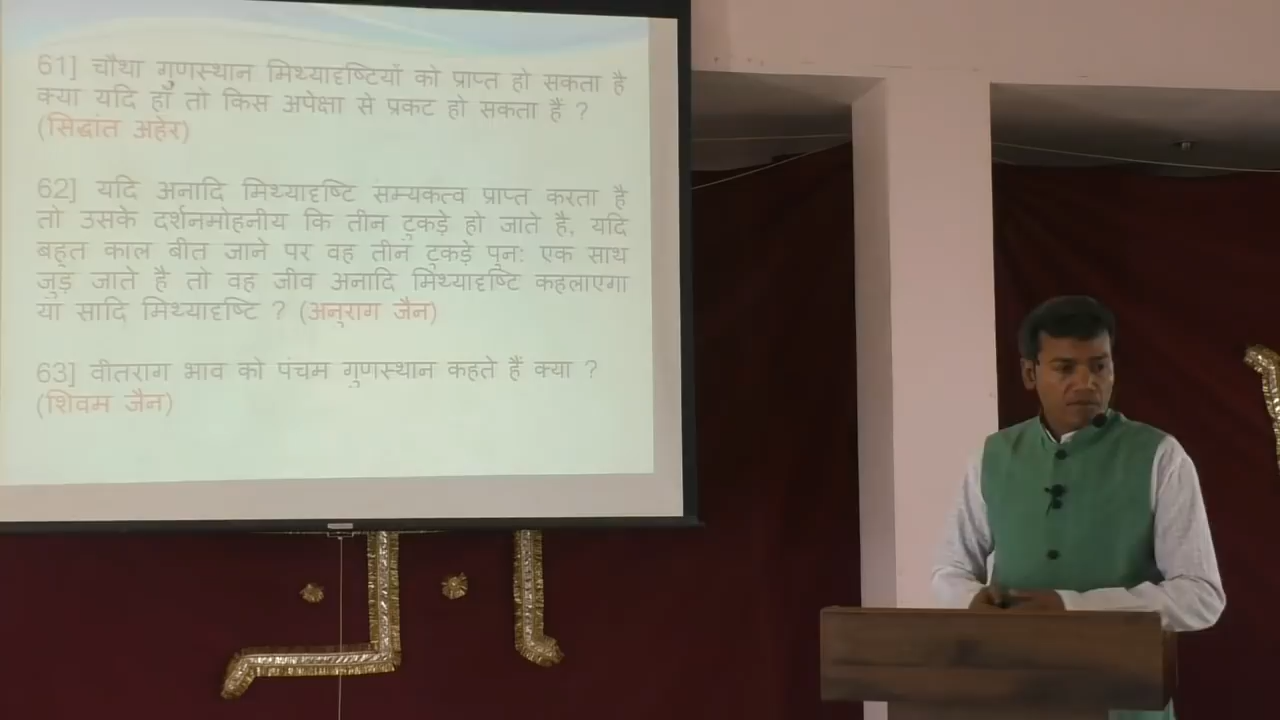 61] चौथा गुणस्थान मिथ्यादृष्टियों को प्राप्त हो सकता है
क्या यदि हाँ तो किस अपेक्षा से प्रकट हो सकता हैं ?
(सिद्धांत अहेर)
62] यदि अनादि मिथ्यादृष्टि सम्यकत्व प्राप्त करता है
तो उसके दर्शनमोहनीय कि तीन टुकड़े हो जाते है, यदि
बहूत काल बीत जाने पर वह तीन टुकड़े पुन: एक साथ
जुड़ जाते है तो वह जीव अनादि मिथ्यादृष्टि कहलाएगा
या सादि मिथ्यादृष्टि ? (अनुराग जैन)
63] वीतराग भाव को पंचम गुणस्थान कहते हैं क्या ?
(शिवम जैन)